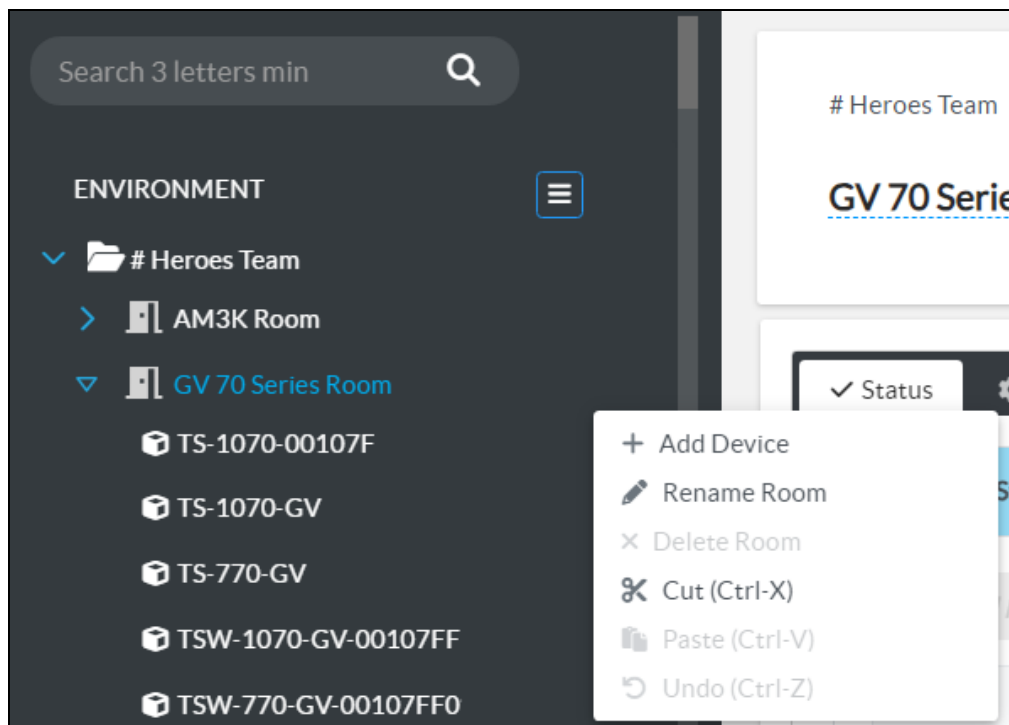 Search 3 letters min
ENVIRONMENT
# Heroes Team
AM3K Room
GV 70 Series Room
TS-1070-00107F
TS-1070-GV
TS-770-GV
TSW-1070-GV-00107FF
TSW-770-GV-00107FF0
# Heroes Team
GV 70 Serie
Status
Add Device
Rename Room
Delete Room
Cut (Ctrl-X)
Paste (Ctrl-V)
Undo (Ctrl-Z)